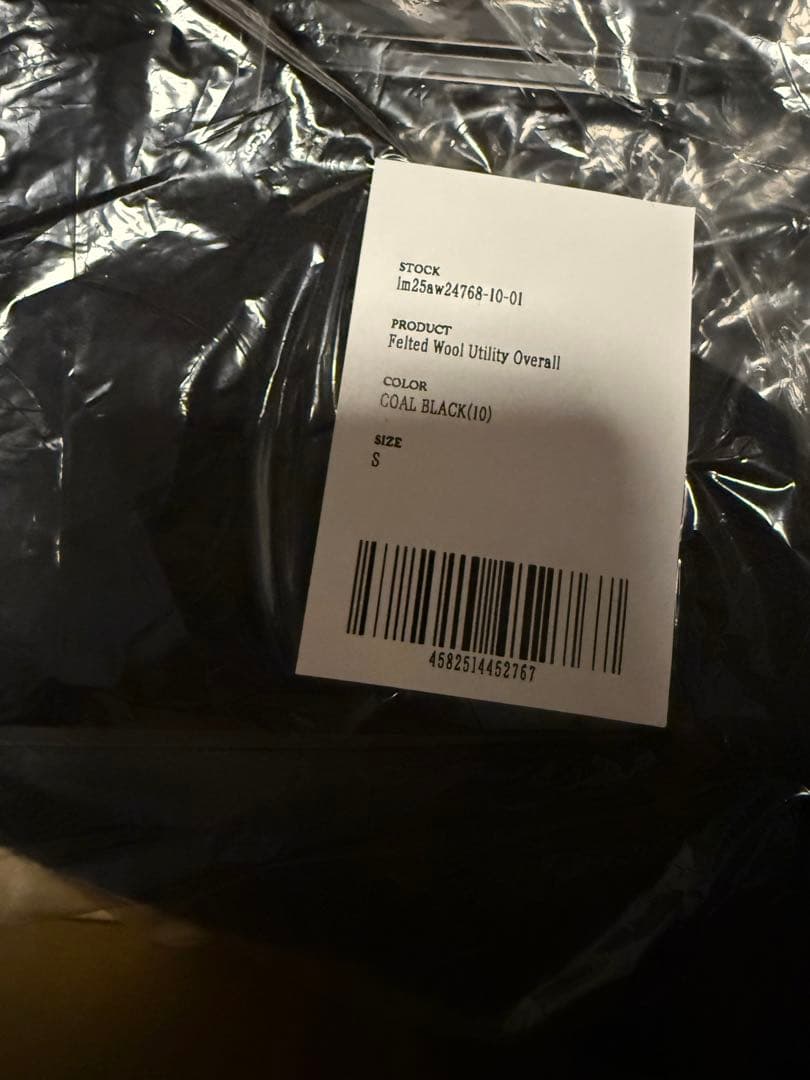 STOCK
lm25aw24768-10-01
PRODUCT
Felted Wool Utility Overall
COLOR
COAL BLACK(10)
SIZE
S
4582514452767